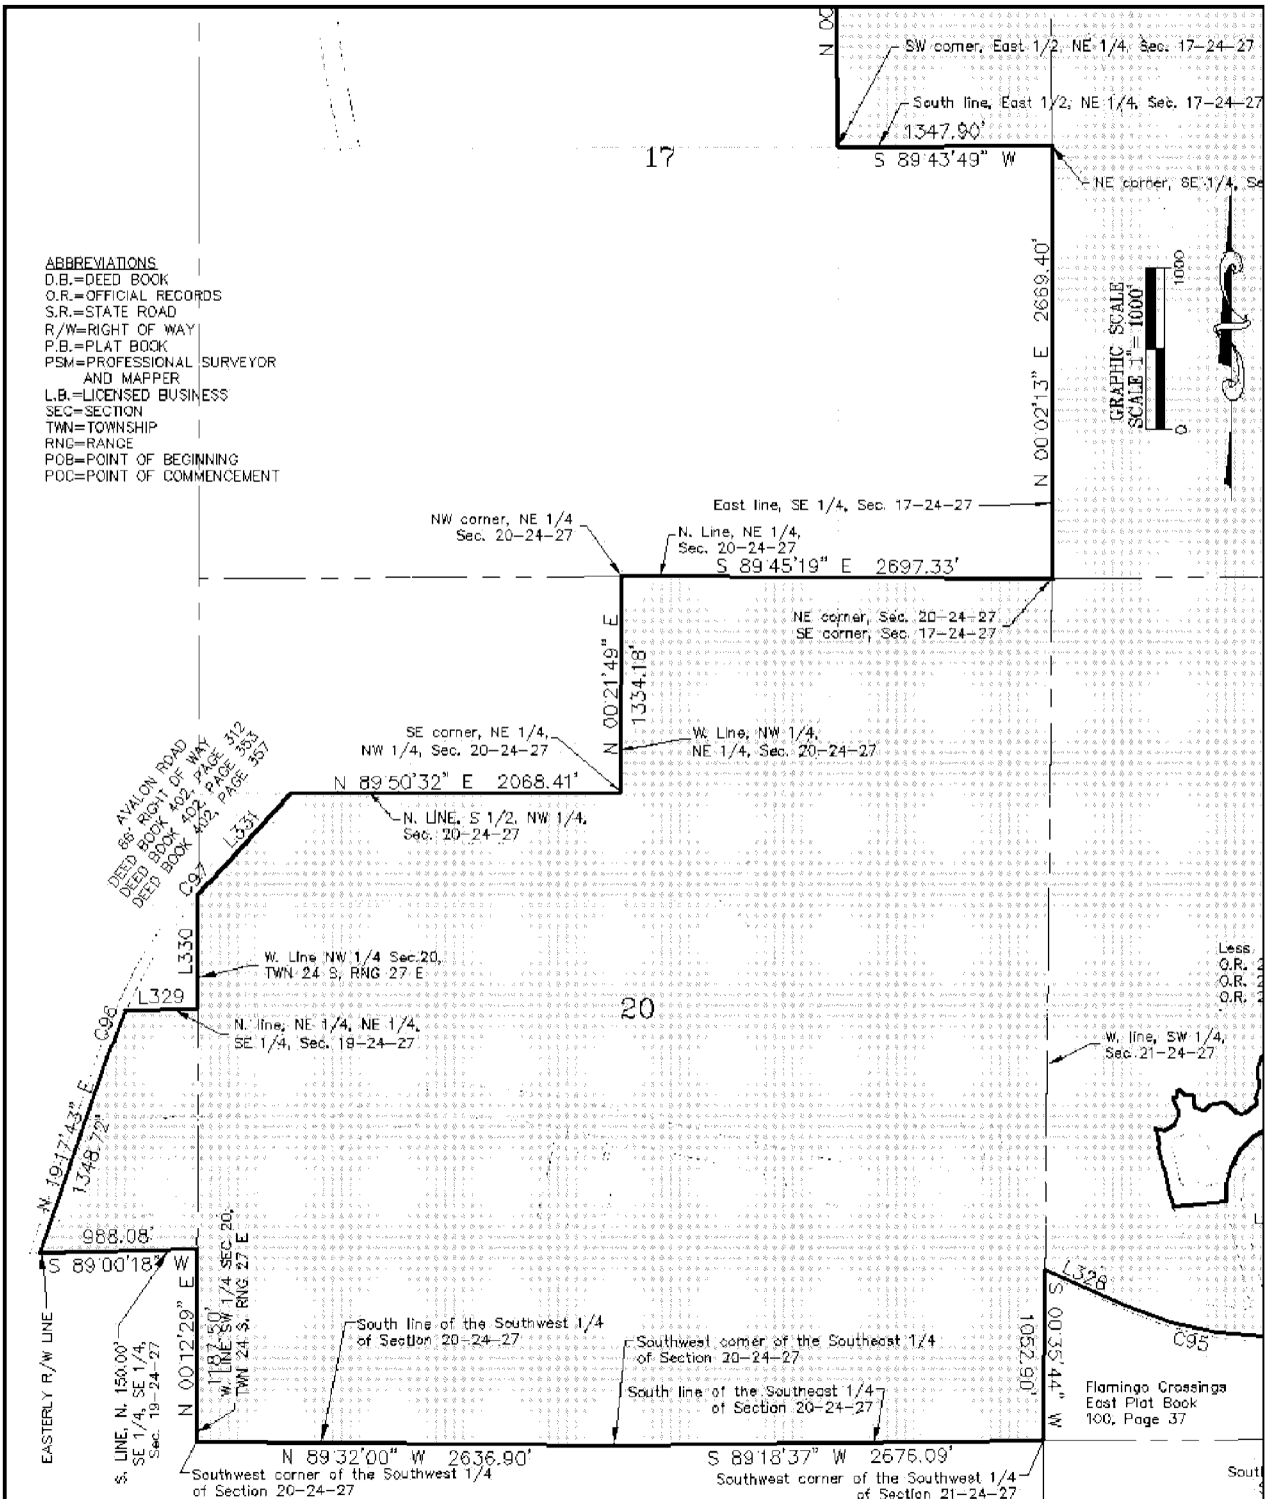 N 00
SW corner, East 1/2, NE 1/4, Sec. 17-24-27
South line, East 1/2, NE 1/4, Sec. 17-24-27
1347.90'
S 89°43'49" W
17
NE corner, SE 1/4, Se
ABBREVIATIONS
D.B.=DEED BOOK
O.R.=OFFICIAL RECORDS
S.R.=STATE ROAD
R/W=RIGHT OF WAY
P.B.=PLAT BOOK
PSM=PROFESSIONAL SURVEYOR
AND MAPPER
L.B.=LICENSED BUSINESS
SEC=SECTION
TWN=TOWNSHIP
RNG=RANGE
POB=POINT OF BEGINNING
POC=POINT OF COMMENCEMENT
N 00°02'13" E 2669.40'
GRAPHIC SCALE
SCALE 1"= 1000'
0
1000
East line, SE 1/4, Sec. 17-24-27
NW corner, NE 1/4
Sec. 20-24-27
N. Line, NE 1/4,
Sec. 20-24-27
S 89°45'19" E 2697.33'
NE corner, Sec. 20-24-27
SE corner, Sec. 17-24-27
N 00°21'49" E
1334.18'
SE corner, NE 1/4,
NW 1/4, Sec. 20-24-27
W. Line, NW 1/4,
NE 1/4, Sec. 20-24-27
N 89°50'32" E 2068.41'
N. LINE, S 1/2, NW 1/4,
Sec. 20-24-27
AVALON ROAD
66' RIGHT OF WAY
DEED BOOK 402, PAGE 312
DEED BOOK 402, PAGE 353
DEED BOOK 402, PAGE 357
L331
C97
L330
W. Line NW 1/4 Sec.20,
TWN 24 S, RNG 27 E
L329
C96
N. line, NE 1/4, NE 1/4,
SE 1/4, Sec. 19-24-27
20
Less
O.R. 2
O.R. 2
O.R. 2
W. line, SW 1/4,
Sec.21-24-27
N 19°17'43" E
1348.72'
988.08'
S 89°00'18" W
EASTERLY R/W LINE
S. LINE, N. 150.00'
SE 1/4, SE 1/4,
Sec. 19-24-27
N 00°12'29" E
1187.50'
W. LINE SW 1/4 SEC 20,
TWN 24 S, RNG 27 E
South line of the Southwest 1/4
of Section 20-24-27
Southwest corner of the Southeast 1/4
of Section 20-24-27
South line of the Southeast 1/4
of Section 20-24-27
L328
C95
S 00°35'44" W
1052.90'
Flamingo Crossings
East Plat Book
100, Page 37
N 89°32'00" W 2636.90'
S 89°18'37" W 2676.09'
Southwest corner of the Southwest 1/4
of Section 20-24-27
Southwest corner of the Southwest 1/4
of Section 21-24-27
Soutl